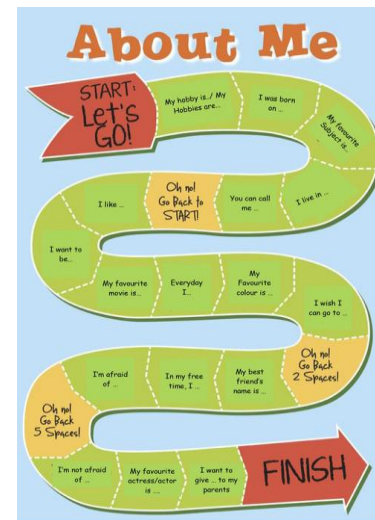 About Me
START:
Let's
GO!
My hobby is../ My
Hobbies are...
I was born
on ...
My favourite
Subject is...
I live in ...
You can call
me ...
Oh no!
Go Back to
START!
I like ...
I want to
be...
My favourite
movie is...
Everyday
I...
My
Favourite
colour is ...
I wish I
can go to ...
Oh no!
Go Back
2 Spaces!
My best
friend's
name is ...
In my free
time, I ...
I'm afraid
of ...
Oh no!
Go Back
5 Spaces!
I'm not afraid
of ...
My favourite
actress/actor
is ....
I want to
give ... to my
parents
FINISH